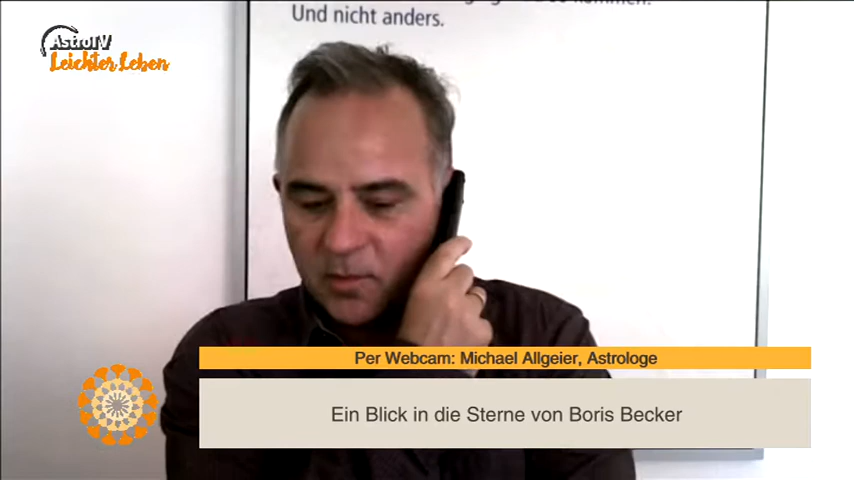 Und nicht anders.
AstroTV
Leichter Leben
Per Webcam: Michael Allgeier, Astrologe
Ein Blick in die Sterne von Boris Becker